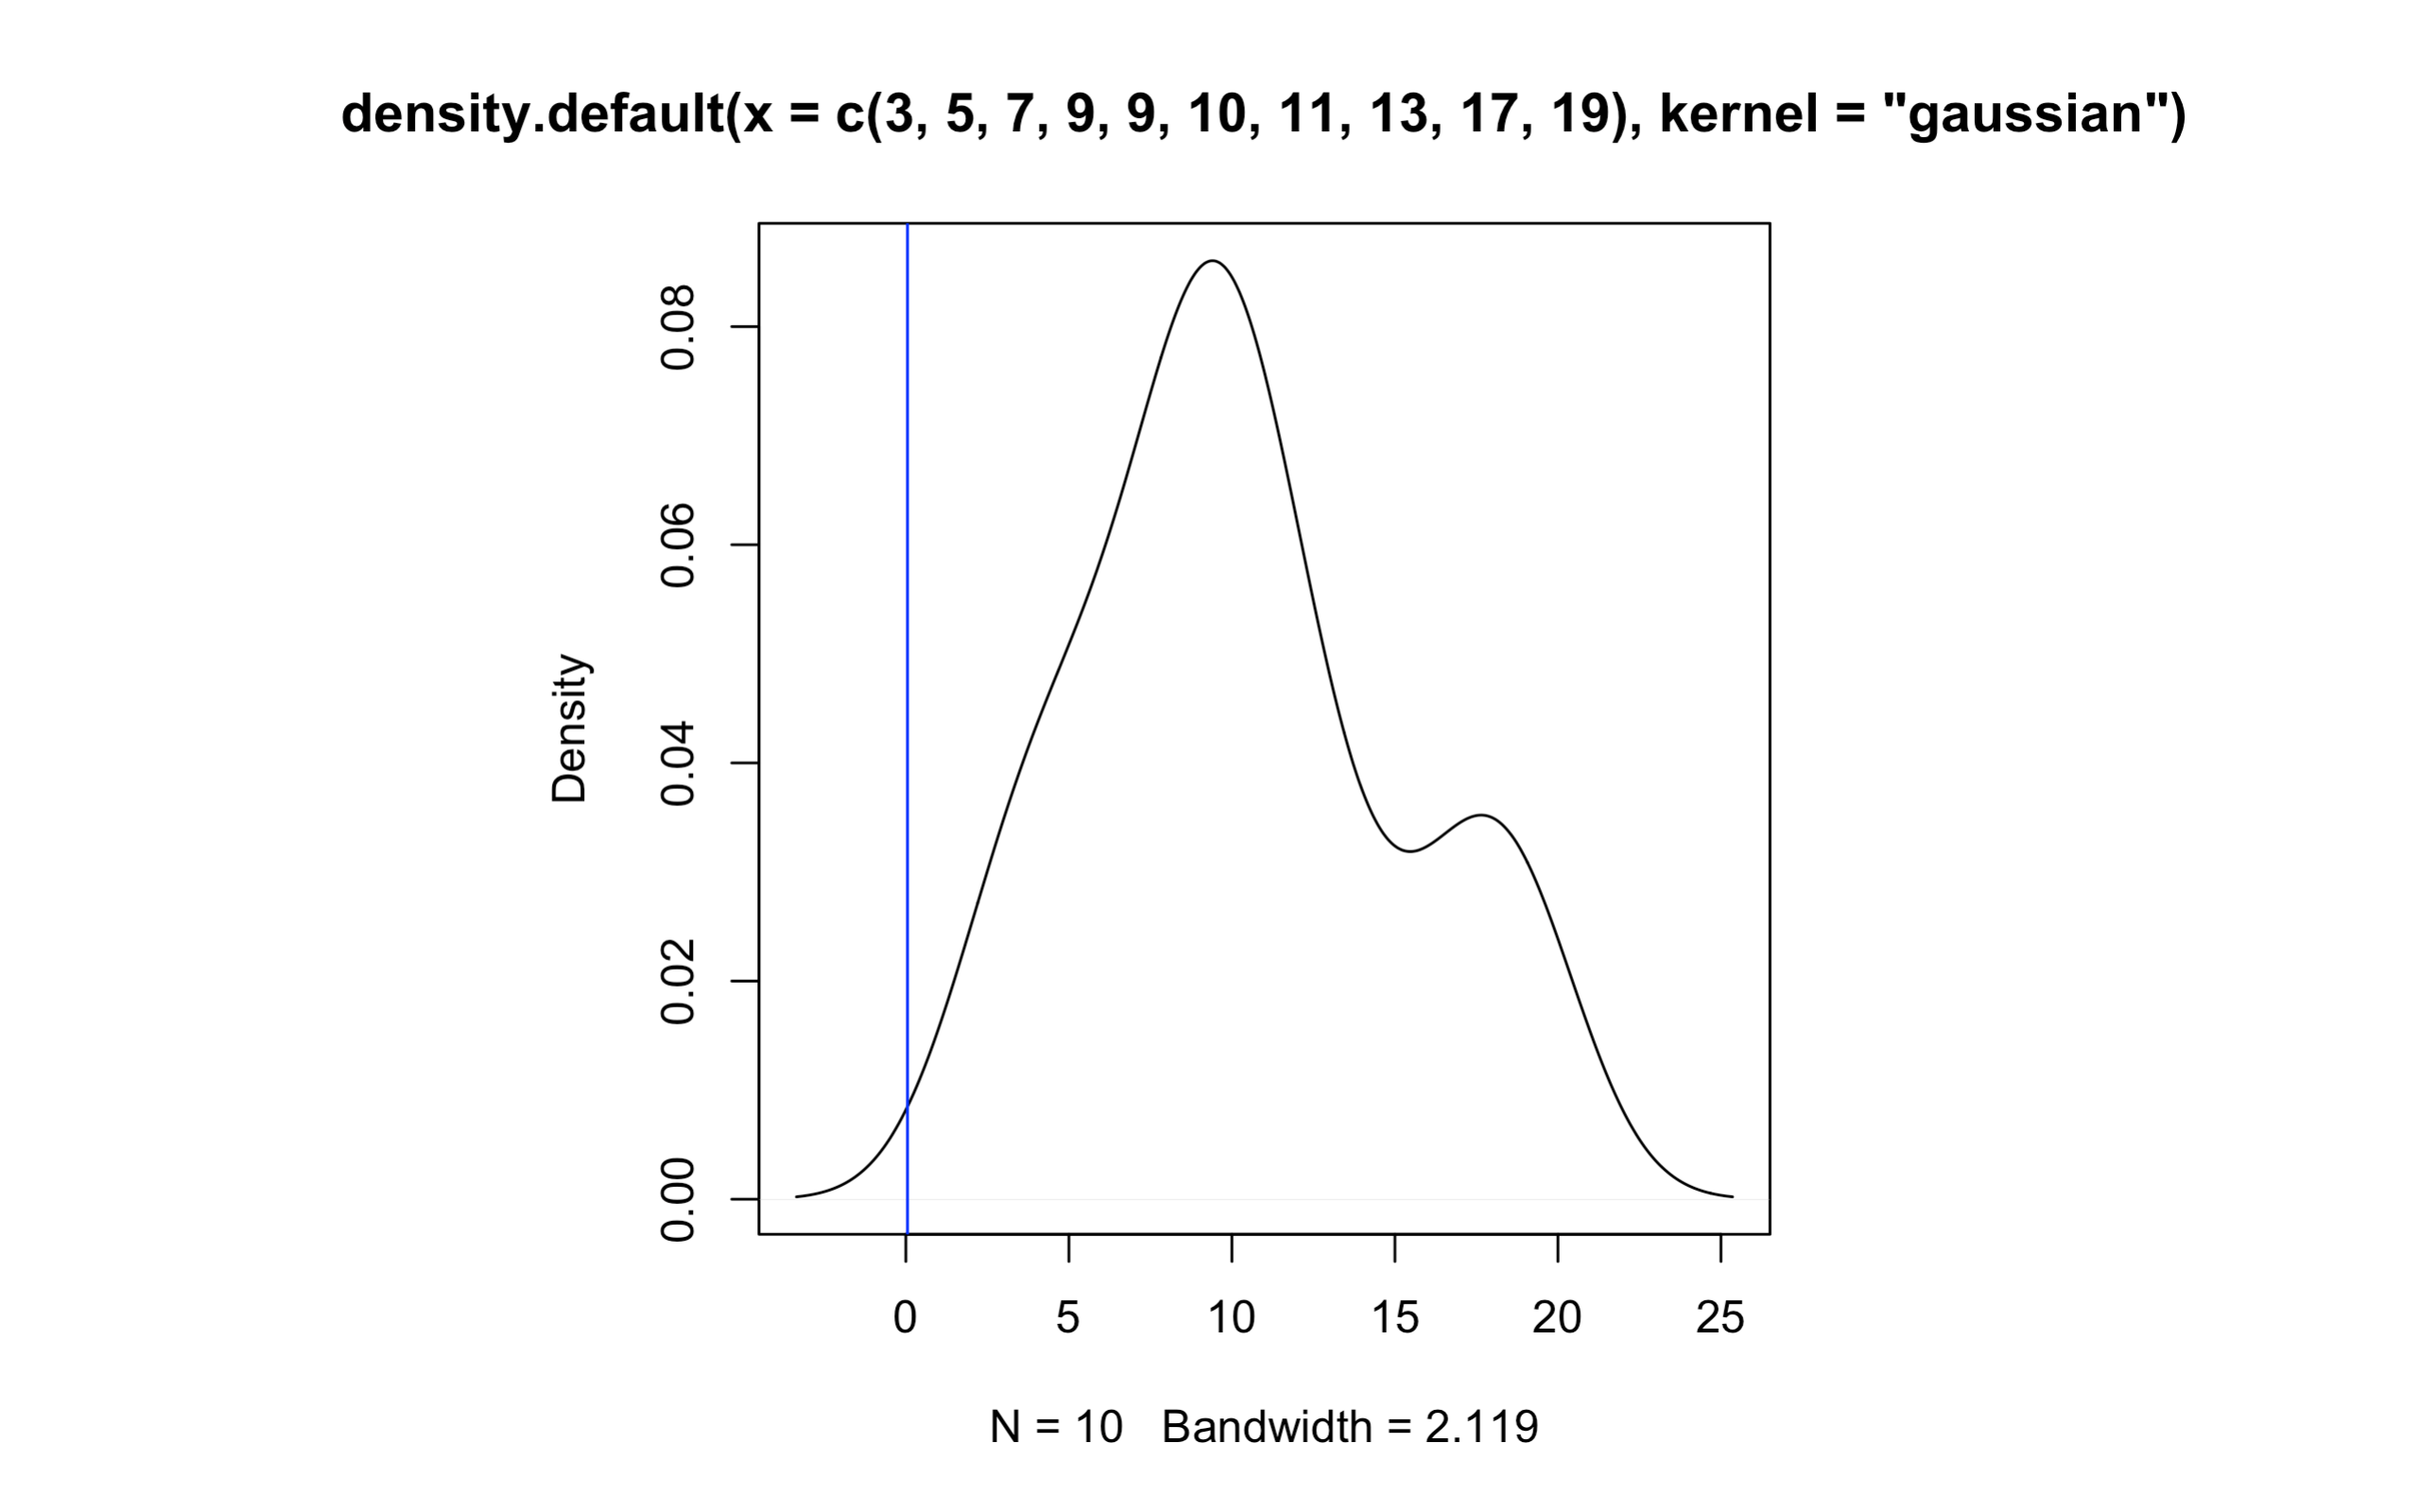 density.default(x = c(3, 5, 7, 9, 9, 10, 11, 13, 17, 19), kernel = "gaussian")
0.08
0.06
0.04
0.02
0.00
Density
0 5 10 15 20 25
N = 10 Bandwidth = 2.119